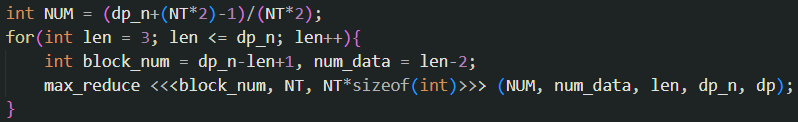 int NUM = (dp_n+(NT*2)-1)/(NT*2);
for(int len = 3; len <= dp_n; len++){
    int block_num = dp_n-len+1, num_data = len-2;
    max_reduce <<<block_num, NT, NT*sizeof(int)>>> (NUM, num_data, len, dp_n, dp);
}